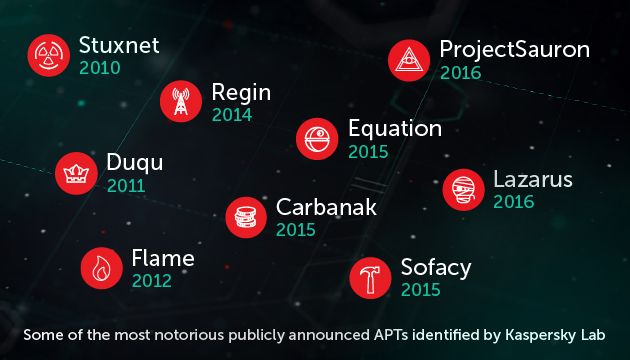 Stuxnet
2010
ProjectSauron
2016
Regin
2014
Equation
2015
Duqu
2011
Lazarus
2016
Carbanak
2015
Flame
2012
Sofacy
2015
Some of the most notorious publicly announced APTs identified by Kaspersky Lab